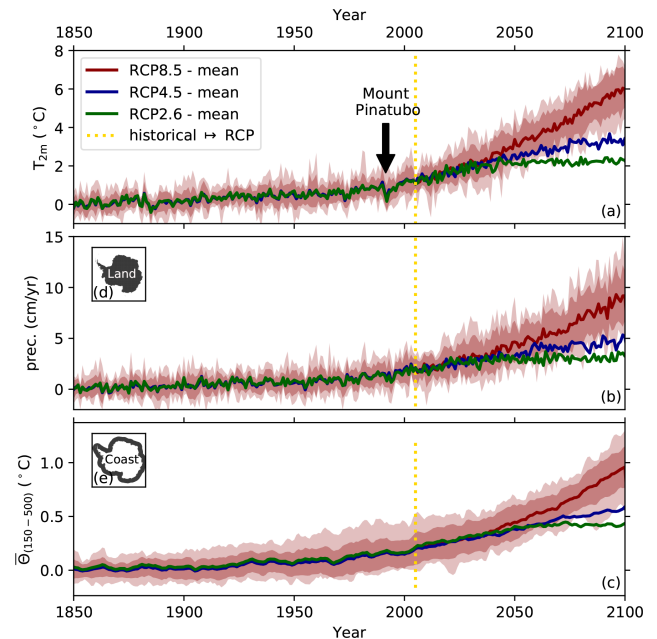 Year
1850 1900 1950 2000 2050 2100
8
6
4
2
0
T2m (°C)
RCP8.5 - mean
RCP4.5 - mean
RCP2.6 - mean
historical ↦ RCP
Mount
Pinatubo
(a)
15
10
5
0
prec. (cm/yr)
Land
(d)
(b)
1.0
0.5
0.0
Θ̅(150−500) (°C)
Coast
(e)
(c)
1850 1900 1950 2000 2050 2100
Year